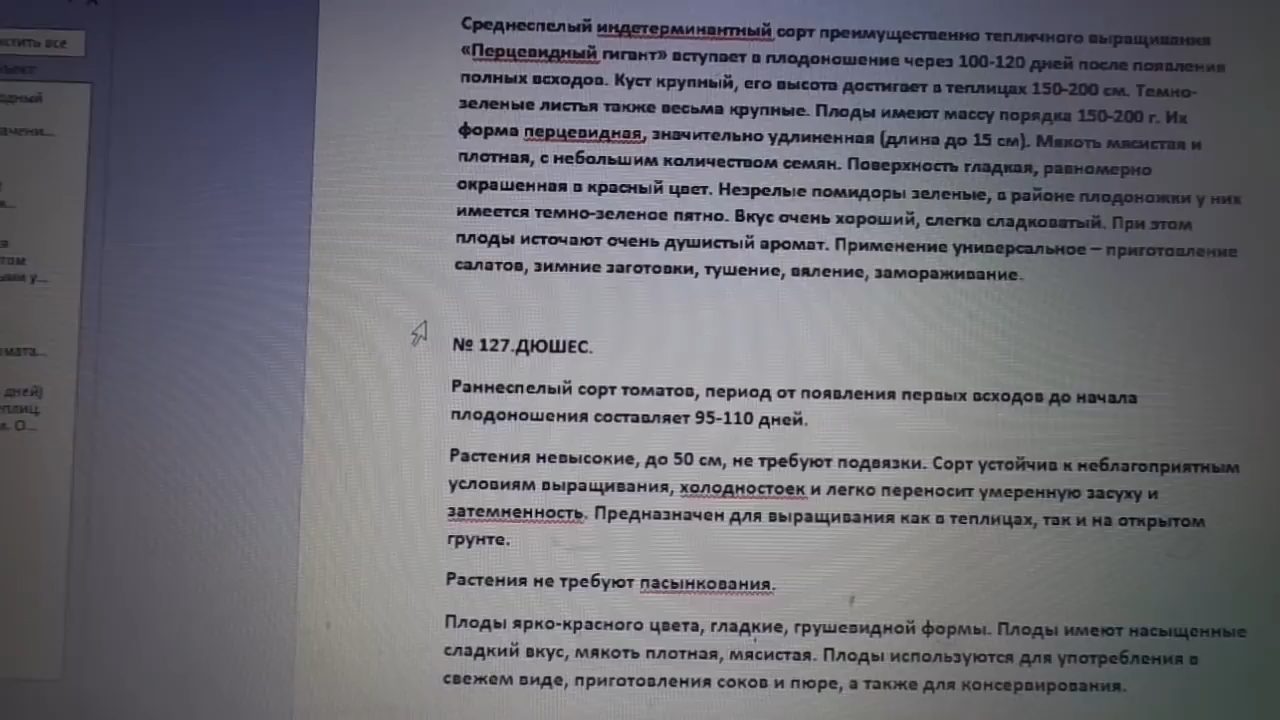 Среднеспелый индетерминантный сорт преимущественно тепличного выращивания
«Перцевидный гигант» вступает в плодоношение через 100-120 дней после появления
полных всходов. Куст крупный, его высота достигает в теплицах 150-200 см. Темно-
зеленые листья также весьма крупные. Плоды имеют массу порядка 150-200 г. Их
форма перцевидная, значительно удлиненная (длина до 15 см). Мякоть мясистая и
плотная, с небольшим количеством семян. Поверхность гладкая, равномерно
окрашенная в красный цвет. Незрелые помидоры зеленые, в районе плодоножки у них
имеется темно-зеленое пятно. Вкус очень хороший, слегка сладковатый. При этом
плоды источают очень душистый аромат. Применение универсальное – приготовление
салатов, зимние заготовки, тушение, вяление, замораживание.
№ 127.ДЮШЕС.
Раннеспелый сорт томатов, период от появления первых всходов до начала
плодоношения составляет 95-110 дней.
Растения невысокие, до 50 см, не требуют подвязки. Сорт устойчив к неблагоприятным
условиям выращивания, холодностоек и легко переносит умеренную засуху и
затемненность. Предназначен для выращивания как в теплицах, так и на открытом
грунте.
Растения не требуют пасынкования.
Плоды ярко-красного цвета, гладкие, грушевидной формы. Плоды имеют насыщенные
сладкий вкус, мякоть плотная, мясистая. Плоды используются для употребления в
свежем виде, приготовления соков и пюре, а также для консервирования.